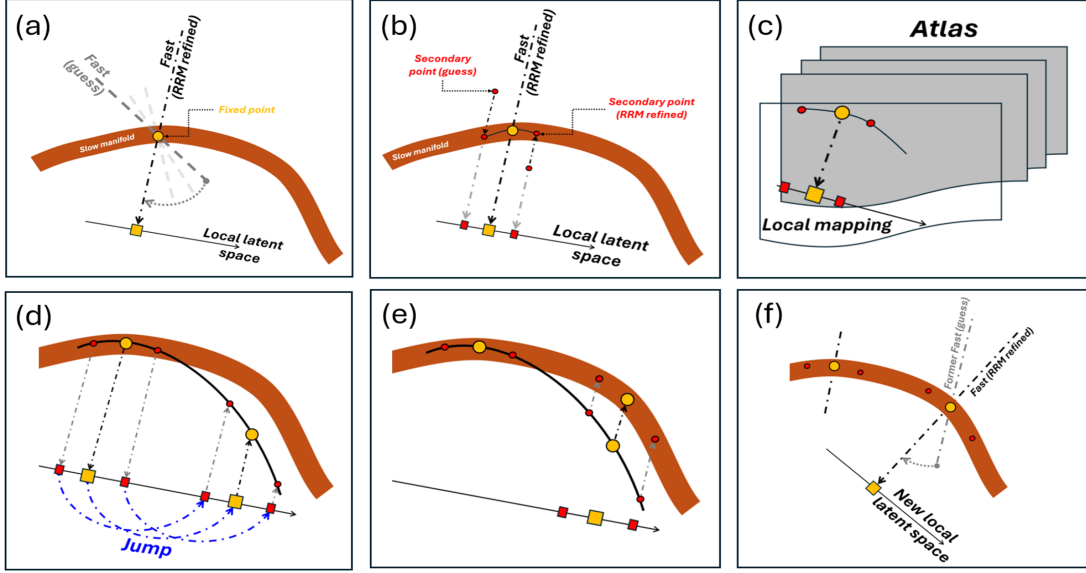 (a)
Fast
(guess)
Fast
(RRM refined)
Fixed point
Slow manifold
Local latent
space
(b)
Secondary
point (guess)
Fast
(RRM refined)
Secondary point
(RRM refined)
Slow manifold
Local latent
space
(c)
Atlas
Local mapping
(d)
Jump
(e)
(f)
Former Fast (guess)
Fast (RRM refined)
New local
latent space